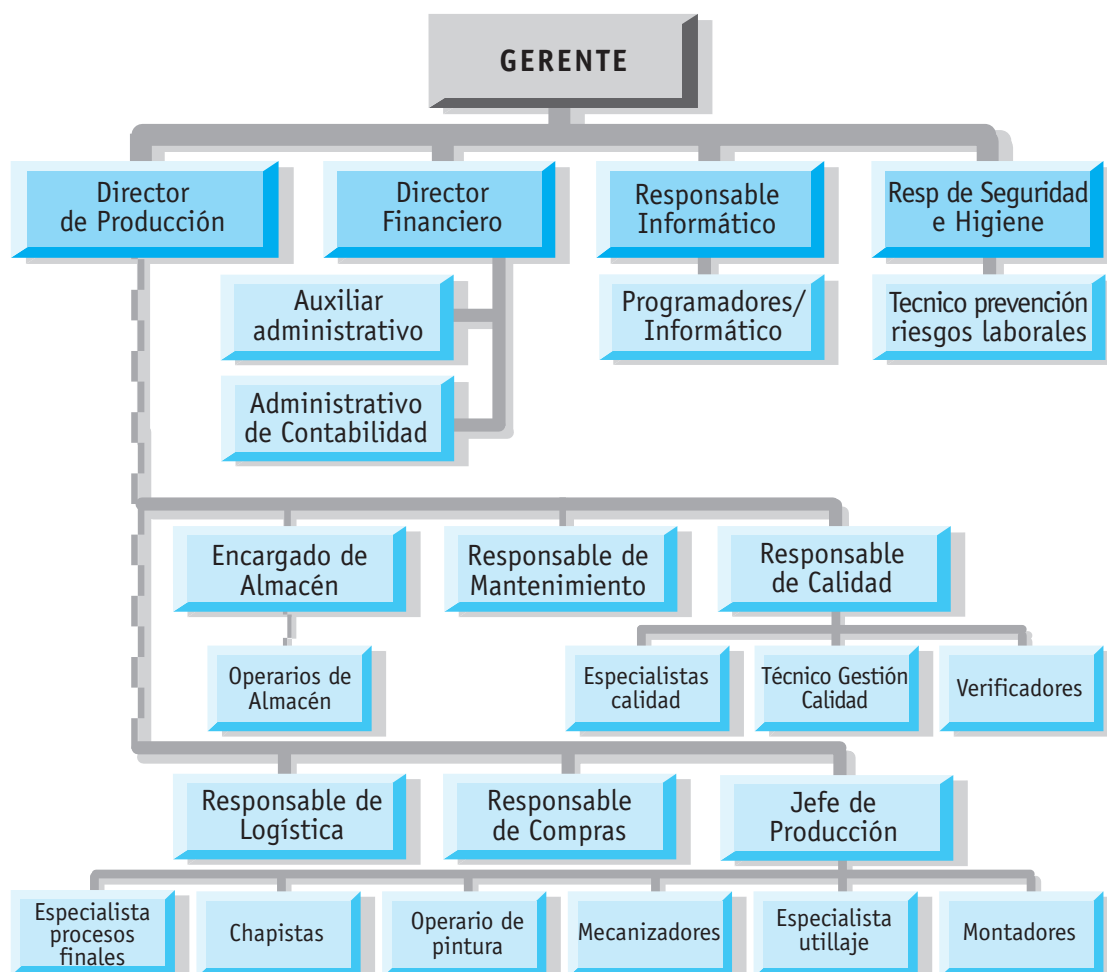 GERENTE
Director
de Producción
Director
Financiero
Responsable
Informático
Resp de Seguridad
e Higiene
Auxiliar
administrativo
Programadores/
Informático
Tecnico prevención
riesgos laborales
Administrativo
de Contabilidad
Encargado de
Almacén
Responsable de
Mantenimiento
Responsable
de Calidad
Operarios de
Almacén
Especialistas
calidad
Técnico Gestión
Calidad
Verificadores
Responsable de
Logística
Responsable
de Compras
Jefe de
Producción
Especialista
procesos
finales
Chapistas
Operario de
pintura
Mecanizadores
Especialista
utillaje
Montadores